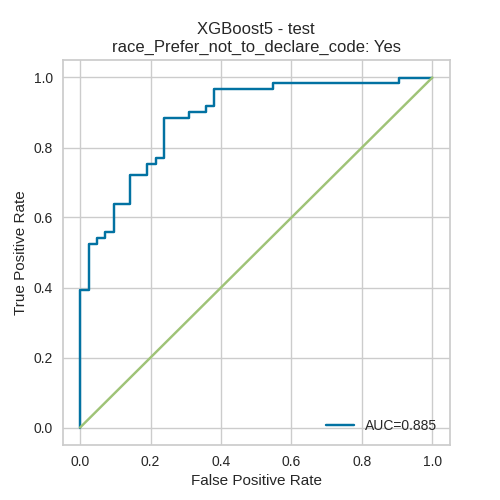 XGBoost5 - test
race_Prefer_not_to_declare_code: Yes
1.0
0.8
0.6
0.4
0.2
0.0
True Positive Rate
AUC=0.885
0.0 0.2 0.4 0.6 0.8 1.0
False Positive Rate